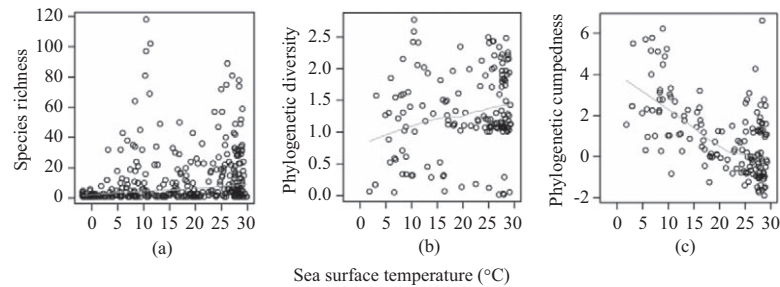 Species richness
120
100
80
60
40
20
0
0 5 10 15 20 25 30
(a)
Phylogenetic diversity
2.5
2.0
1.5
1.0
0.5
0.0
0 5 10 15 20 25 30
(b)
Phylogenetic cumpedness
6
4
2
0
-2
0 5 10 15 20 25 30
(c)
Sea surface temperature (°C)